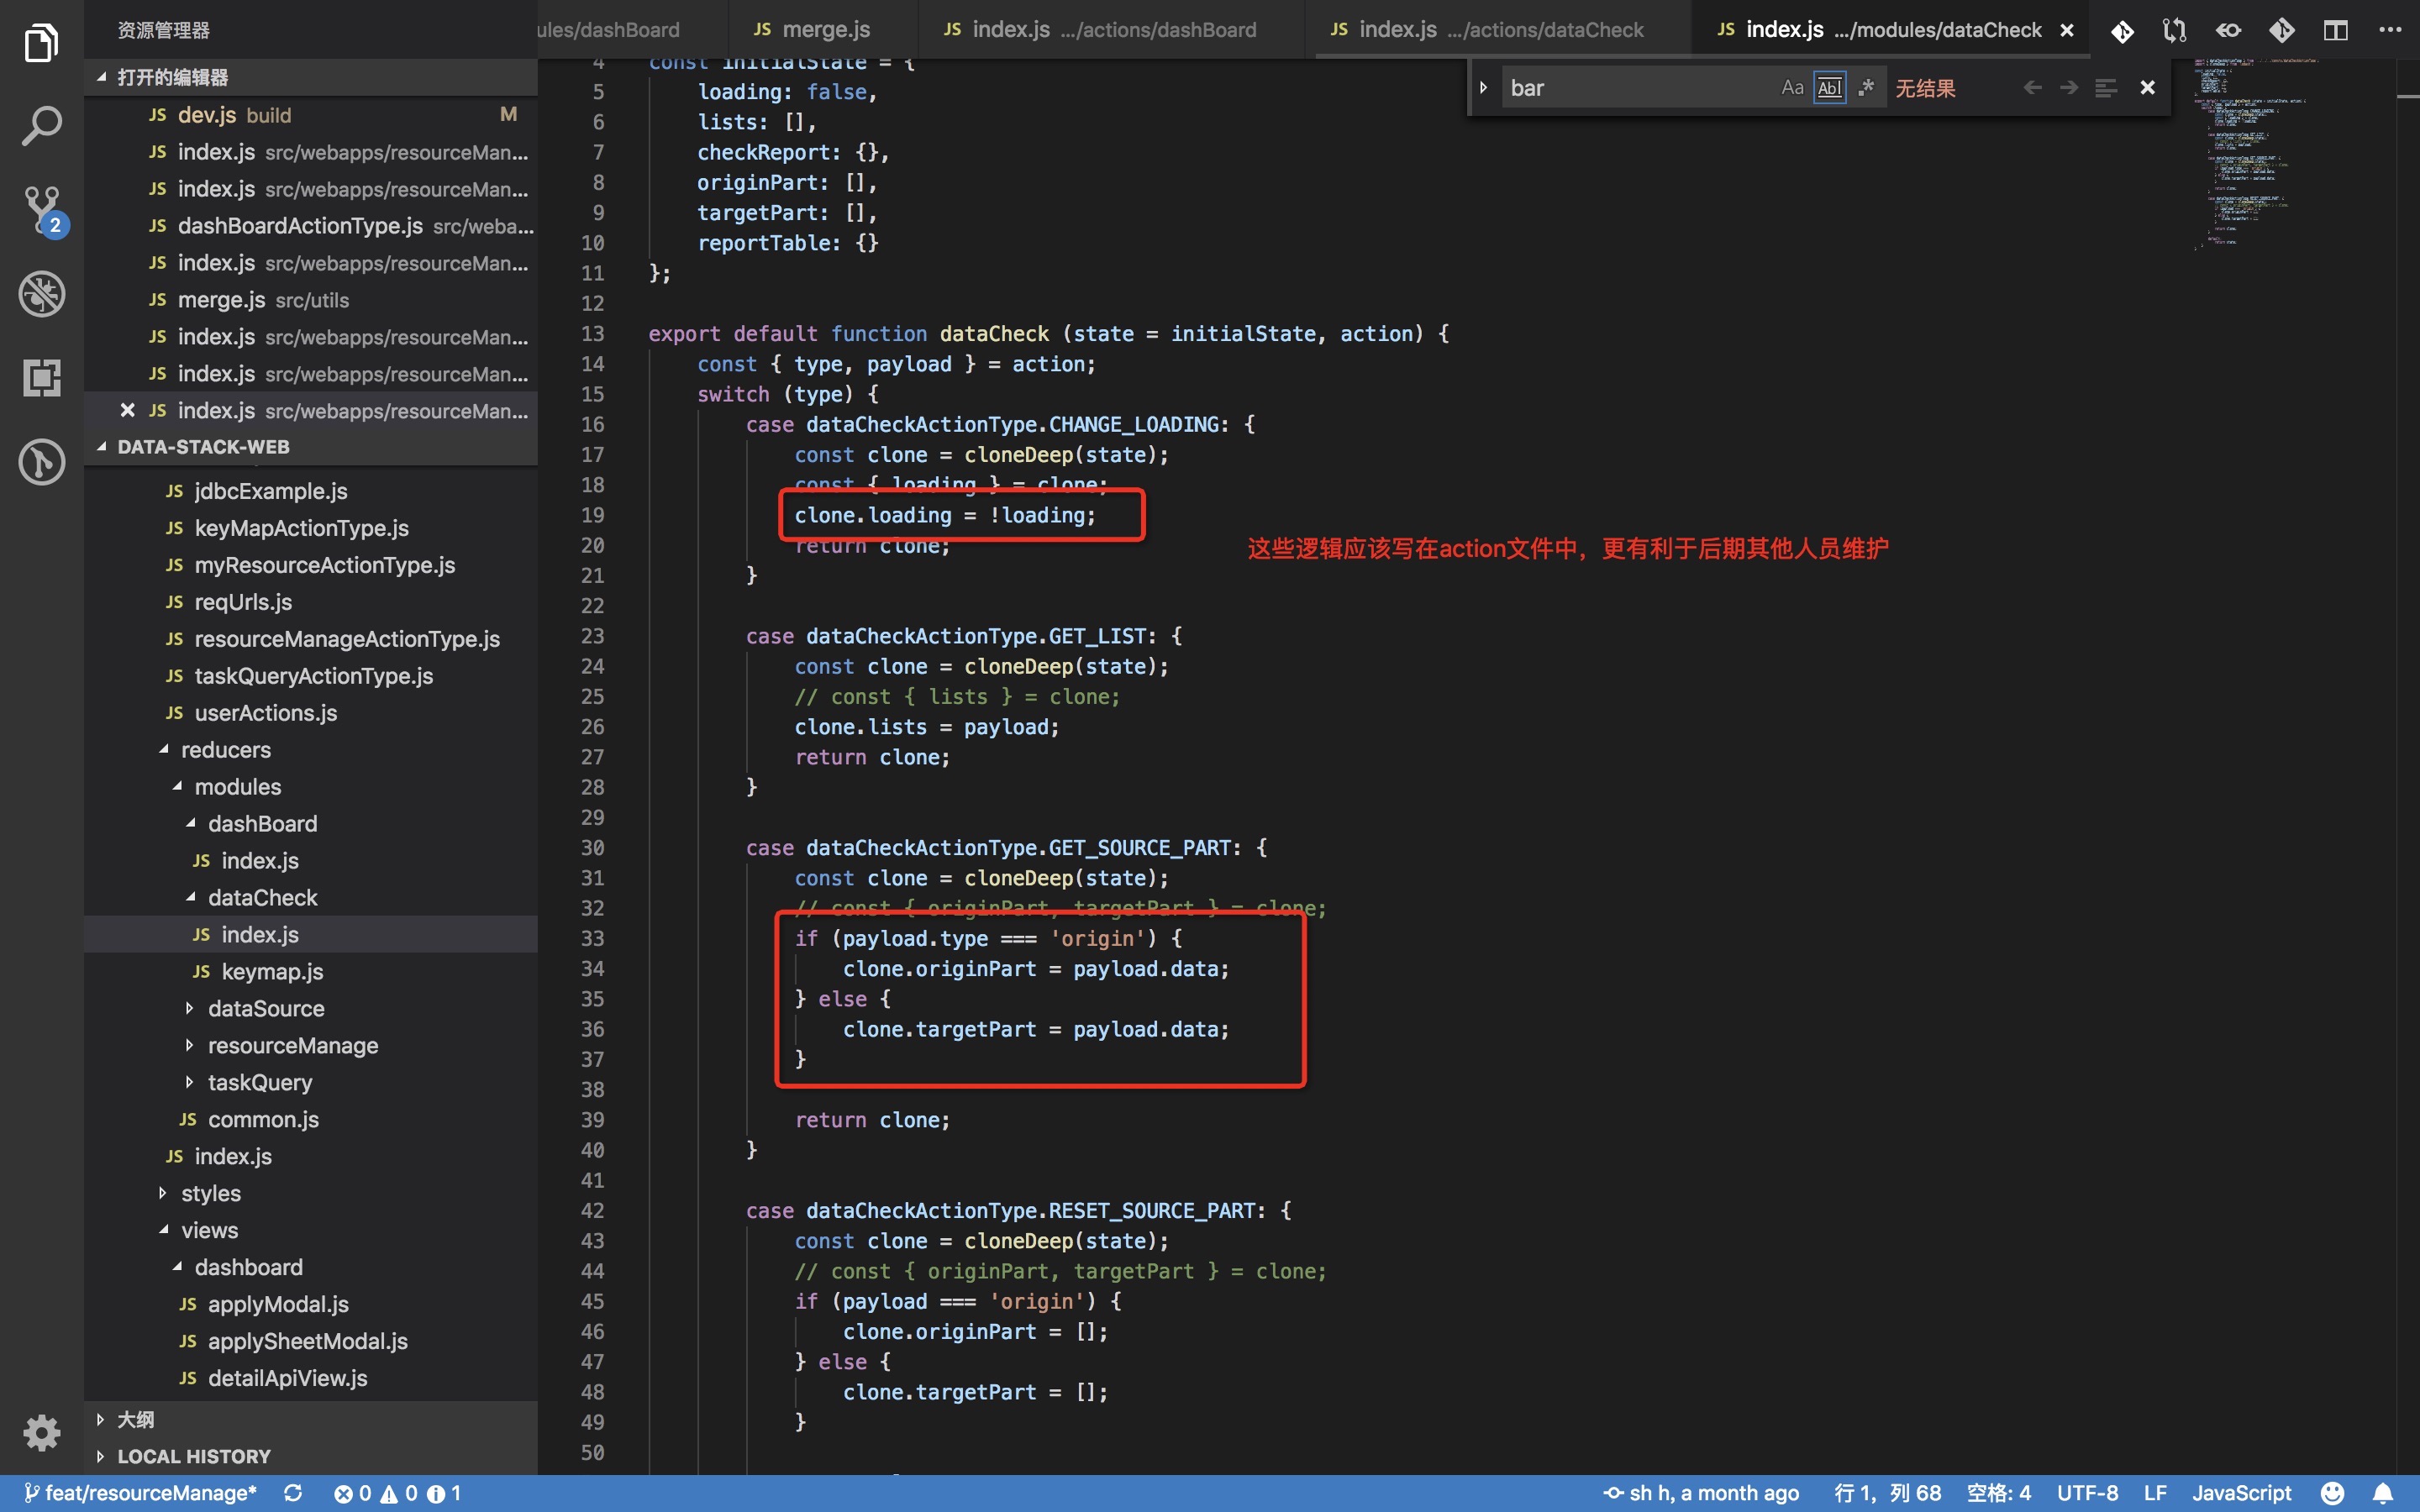 资源管理器
打开的编辑器
JS dev.js build M
JS index.js src/webapps/resourceMan...
JS index.js src/webapps/resourceMan...
JS dashBoardActionType.js src/weba...
JS index.js src/webapps/resourceMan...
JS merge.js src/utils
JS index.js src/webapps/resourceMan...
JS index.js src/webapps/resourceMan...
JS index.js src/webapps/resourceMan...
DATA-STACK-WEB
JS jdbcExample.js
JS keyMapActionType.js
JS myResourceActionType.js
JS reqUrls.js
JS resourceManageActionType.js
JS taskQueryActionType.js
JS userActions.js
reducers
modules
dashBoard
JS index.js
dataCheck
JS index.js
JS keymap.js
dataSource
resourceManage
taskQuery
JS common.js
JS index.js
styles
views
dashboard
JS applyModal.js
JS applySheetModal.js
JS detailApiView.js
大纲
LOCAL HISTORY
2
ules/dashBoard
JS merge.js
JS index.js .../actions/dashBoard
JS index.js .../actions/dataCheck
JS index.js .../modules/dataCheck
bar Aa Abl .* 无结果
4 const initialState = {
5 loading: false,
6 lists: [],
7 checkReport: {},
8 originPart: [],
9 targetPart: [],
10 reportTable: {}
11 };
12
13 export default function dataCheck (state = initialState, action) {
14 const { type, payload } = action;
15 switch (type) {
16 case dataCheckActionType.CHANGE_LOADING: {
17 const clone = cloneDeep(state);
18 const { loading } = clone;
19 clone.loading = !loading;
20 return clone;
这些逻辑应该写在action文件中，更有利于后期其他人员维护
21 }
22
23 case dataCheckActionType.GET_LIST: {
24 const clone = cloneDeep(state);
25 // const { lists } = clone;
26 clone.lists = payload;
27 return clone;
28 }
29
30 case dataCheckActionType.GET_SOURCE_PART: {
31 const clone = cloneDeep(state);
32 // const { originPart, targetPart } = clone;
33 if (payload.type === 'origin') {
34 clone.originPart = payload.data;
35 } else {
36 clone.targetPart = payload.data;
37 }
38
39 return clone;
40 }
41
42 case dataCheckActionType.RESET_SOURCE_PART: {
43 const clone = cloneDeep(state);
44 // const { originPart, targetPart } = clone;
45 if (payload === 'origin') {
46 clone.originPart = [];
47 } else {
48 clone.targetPart = [];
49 }
50
feat/resourceManage* 0 0 1
sh h, a month ago 行 1，列 68 空格: 4 UTF-8 LF JavaScript